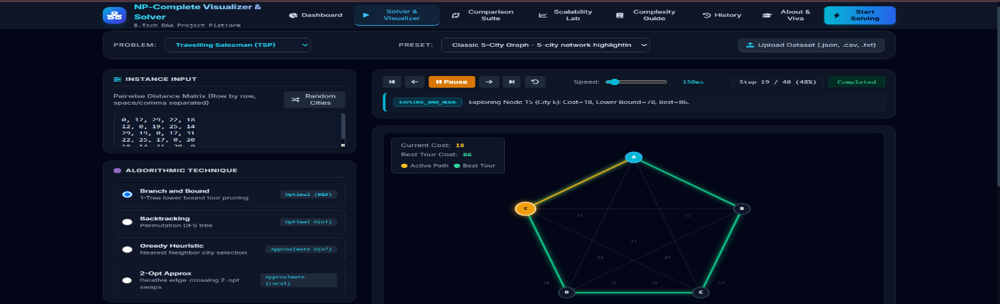 NP-Complete Visualizer &
Solver
B.Tech DAA Project Platform
Dashboard
Solver &
Visualizer
Comparison
Suite
Scalability
Lab
Complexity
Guide
History
About &
Viva
Start
Solving
PROBLEM:
Travelling Salesman (TSP)
PRESET:
Classic 5-City Graph - 5-city network highlightin
Upload Dataset (.json, .csv, .txt)
INSTANCE INPUT
Pairwise Distance Matrix (Row by row,
space/comma separated)
Random
Cities
0, 12, 29, 22, 18
12, 0, 19, 25, 14
29, 19, 0, 17, 31
22, 25, 17, 0, 20
18, 14, 31, 20, 0
ALGORITHMIC TECHNIQUE
Branch and Bound
1-Tree lower bound tour pruning
Optimal (B&B)
Backtracking
Permutation DFS tree
Optimal O(n!)
Greedy Heuristic
Nearest Neighbor city selection
Approximate O(n²)
2-Opt Approx
Iterative edge-crossing 2-opt
swaps
Approximate
(Local)
Pause
Speed:
150ms
Step 19 / 40 (48%)
Completed
EXPLORE_BNB_NODE
Exploring Node 15 (City E): Cost=18, Lower Bound=78, Best=86.
Current Cost: 18
Best Tour Cost: 86
Active Path
Best Tour
A
E
B
18
12
22
29
20
31
25
19
D
C